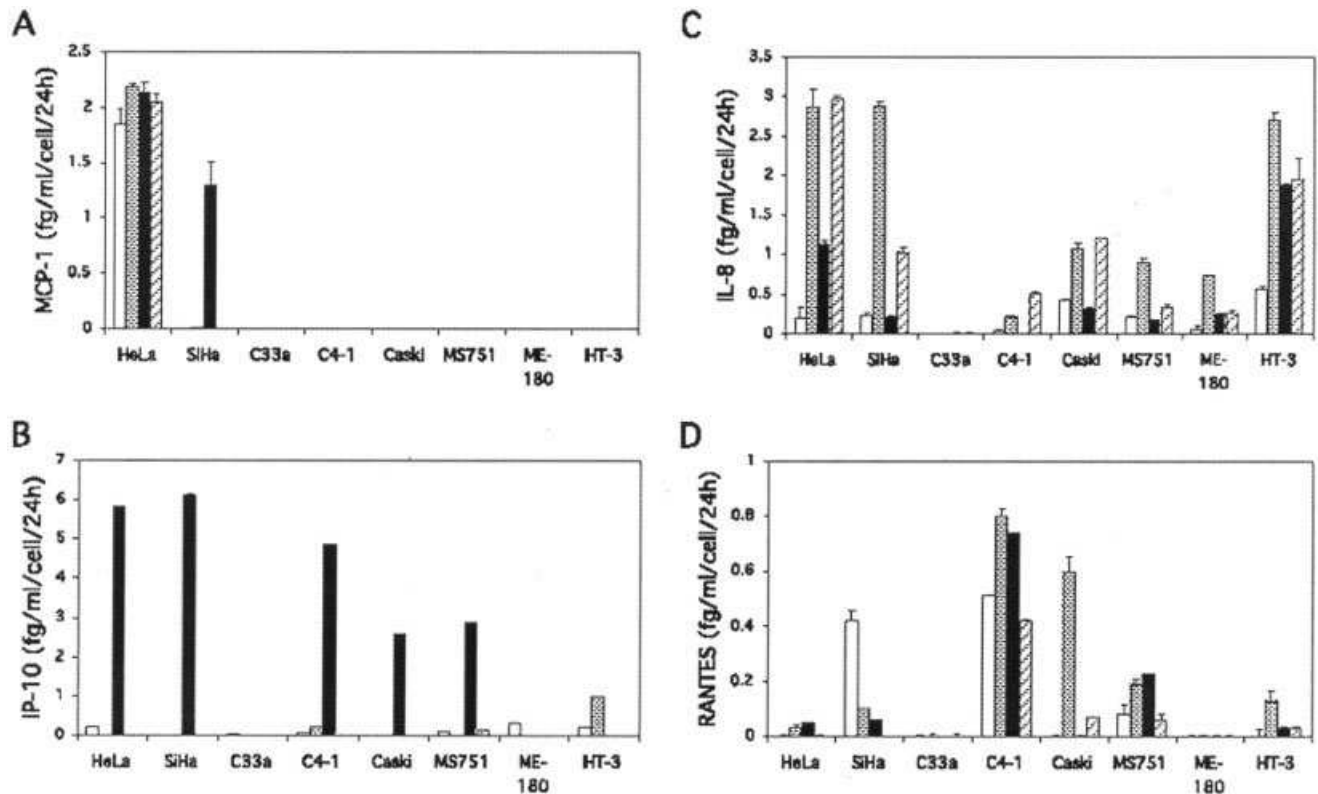 A
MCP-1 (fg/ml/cell/24h)
2.5
2
1.5
1
0.5
0
HeLa SiHa C33a C4-1 Caski MS751 ME-180 HT-3
B
IP-10 (fg/ml/cell/24h)
7
6
5
4
3
2
1
0
HeLa SiHa C33a C4-1 Caski MS751 ME-180 HT-3
C
IL-8 (fg/ml/cell/24h)
3.5
3
2.5
2
1.5
1
0.5
0
HeLa SiHa C33a C4-1 Caski MS751 ME-180 HT-3
D
RANTES (fg/ml/cell/24h)
1
0.8
0.6
0.4
0.2
0
HeLa SiHa C33a C4-1 Caski MS751 ME-180 HT-3